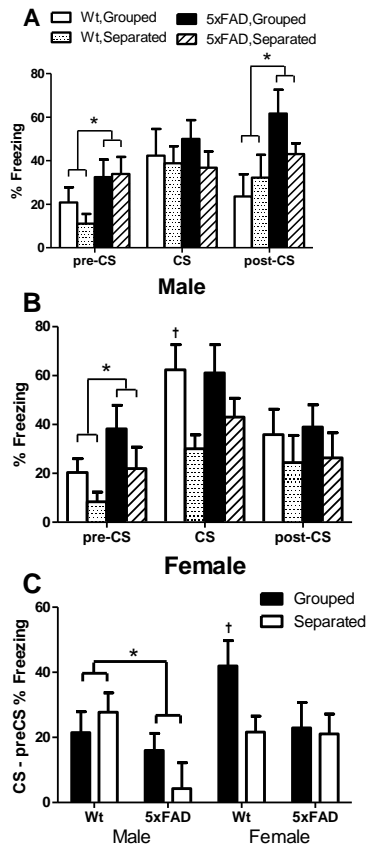 A
Wt,Grouped 5xFAD,Grouped
Wt,Separated 5xFAD,Separated
% Freezing
80
60
40
20
0
*
*
pre-CS CS post-CS
Male
B
% Freezing
80
60
40
20
0
*
†
pre-CS CS post-CS
Female
C
Grouped
Separated
CS - preCS % Freezing
60
40
20
0
*
†
Wt 5xFAD Wt 5xFAD
Male Female